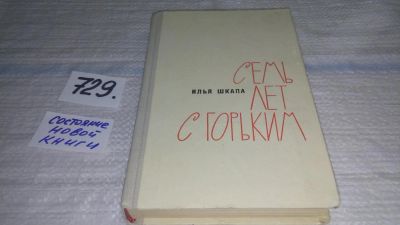 729.
состояние
новой
книги
ИЛЬЯ ШКАПА
СЕМЬ
ЛЕТ
С ГОРЬКИМ